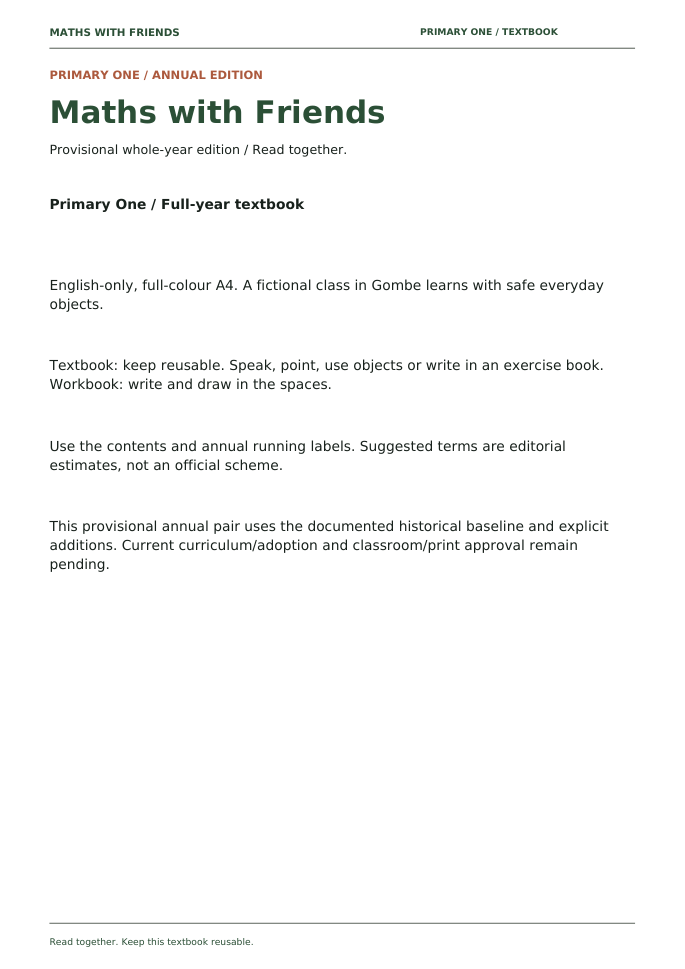 MATHS WITH FRIENDS
PRIMARY ONE / TEXTBOOK
PRIMARY ONE / ANNUAL EDITION
Maths with Friends
Provisional whole-year edition / Read together.
Primary One / Full-year textbook
English-only, full-colour A4. A fictional class in Gombe learns with safe everyday
objects.
Textbook: keep reusable. Speak, point, use objects or write in an exercise book.
Workbook: write and draw in the spaces.
Use the contents and annual running labels. Suggested terms are editorial
estimates, not an official scheme.
This provisional annual pair uses the documented historical baseline and explicit
additions. Current curriculum/adoption and classroom/print approval remain
pending.
Read together. Keep this textbook reusable.